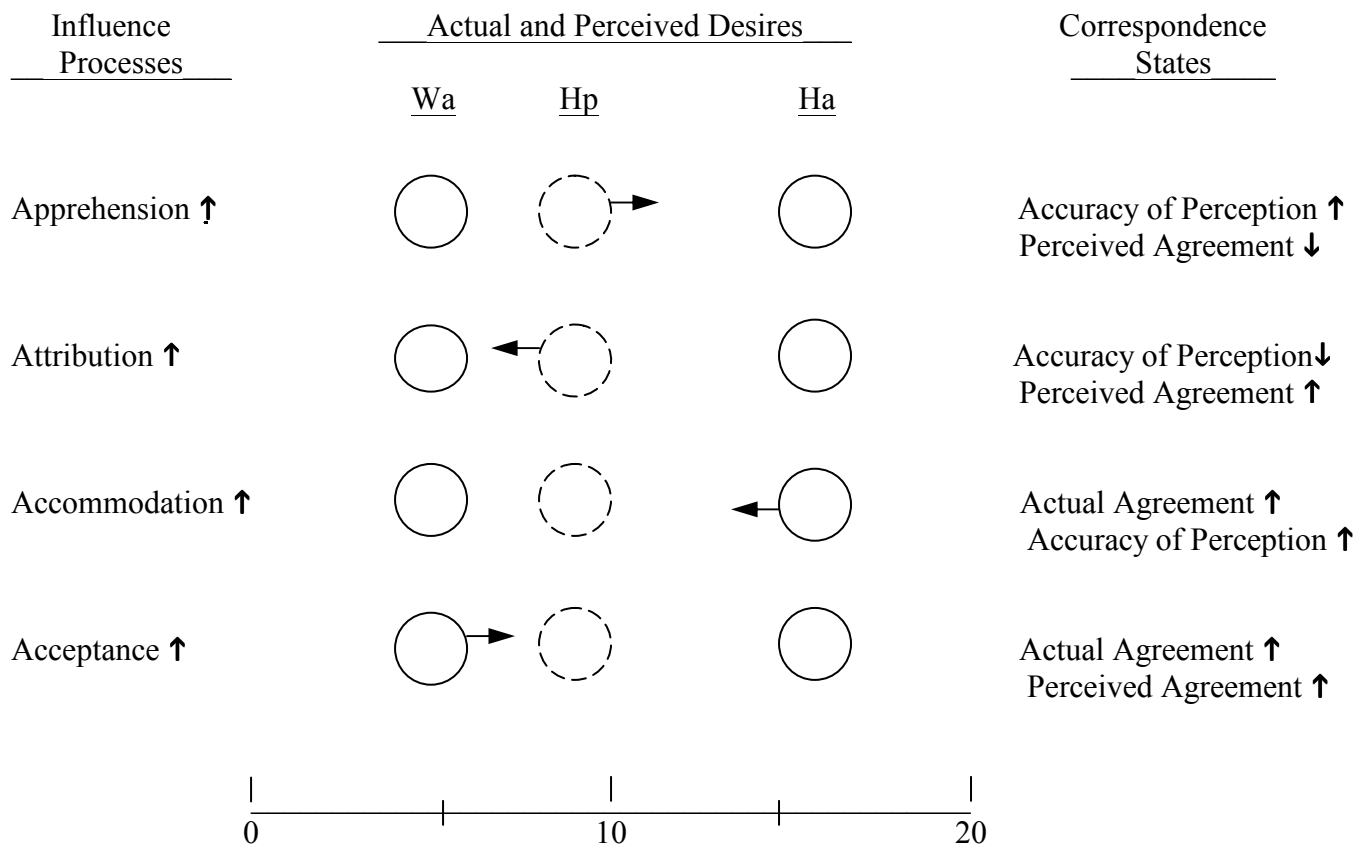 Influence Actual and Perceived Desires Correspondence
Processes States
Wa Hp Ha
Apprehension ↑ Accuracy of Perception ↑
Perceived Agreement ↓
Attribution ↑ Accuracy of Perception↓
Perceived Agreement ↑
Accommodation ↑ Actual Agreement ↑
Accuracy of Perception ↑
Acceptance ↑ Actual Agreement ↑
Perceived Agreement ↑
0 10 20